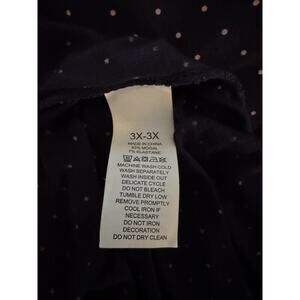 3X-3X
MADE IN CHINA
93% MODAL
7% ELASTANE
MACHINE WASH COLD
WASH SEPARATELY
WASH INSIDE OUT
DELICATE CYCLE
DO NOT BLEACH
TUMBLE DRY LOW
REMOVE PROMPTLY
COOL IRON IF
NECESSARY
DO NOT IRON
DECORATION
DO NOT DRY CLEAN